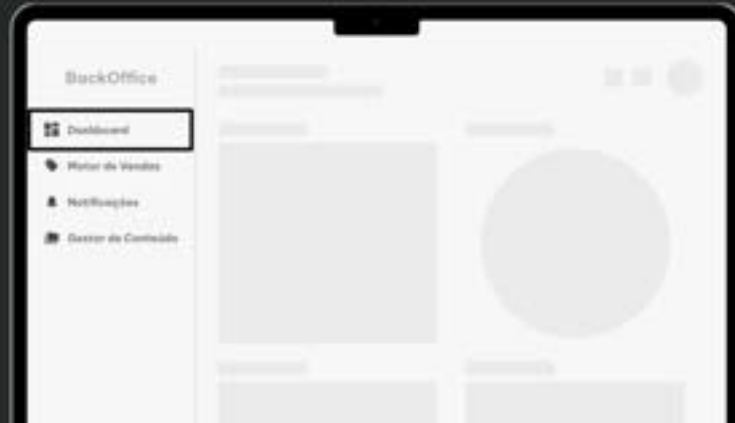 BackOffice
Dashboard
Motor de Vendas
Notificações
Gestor de Conteúdo